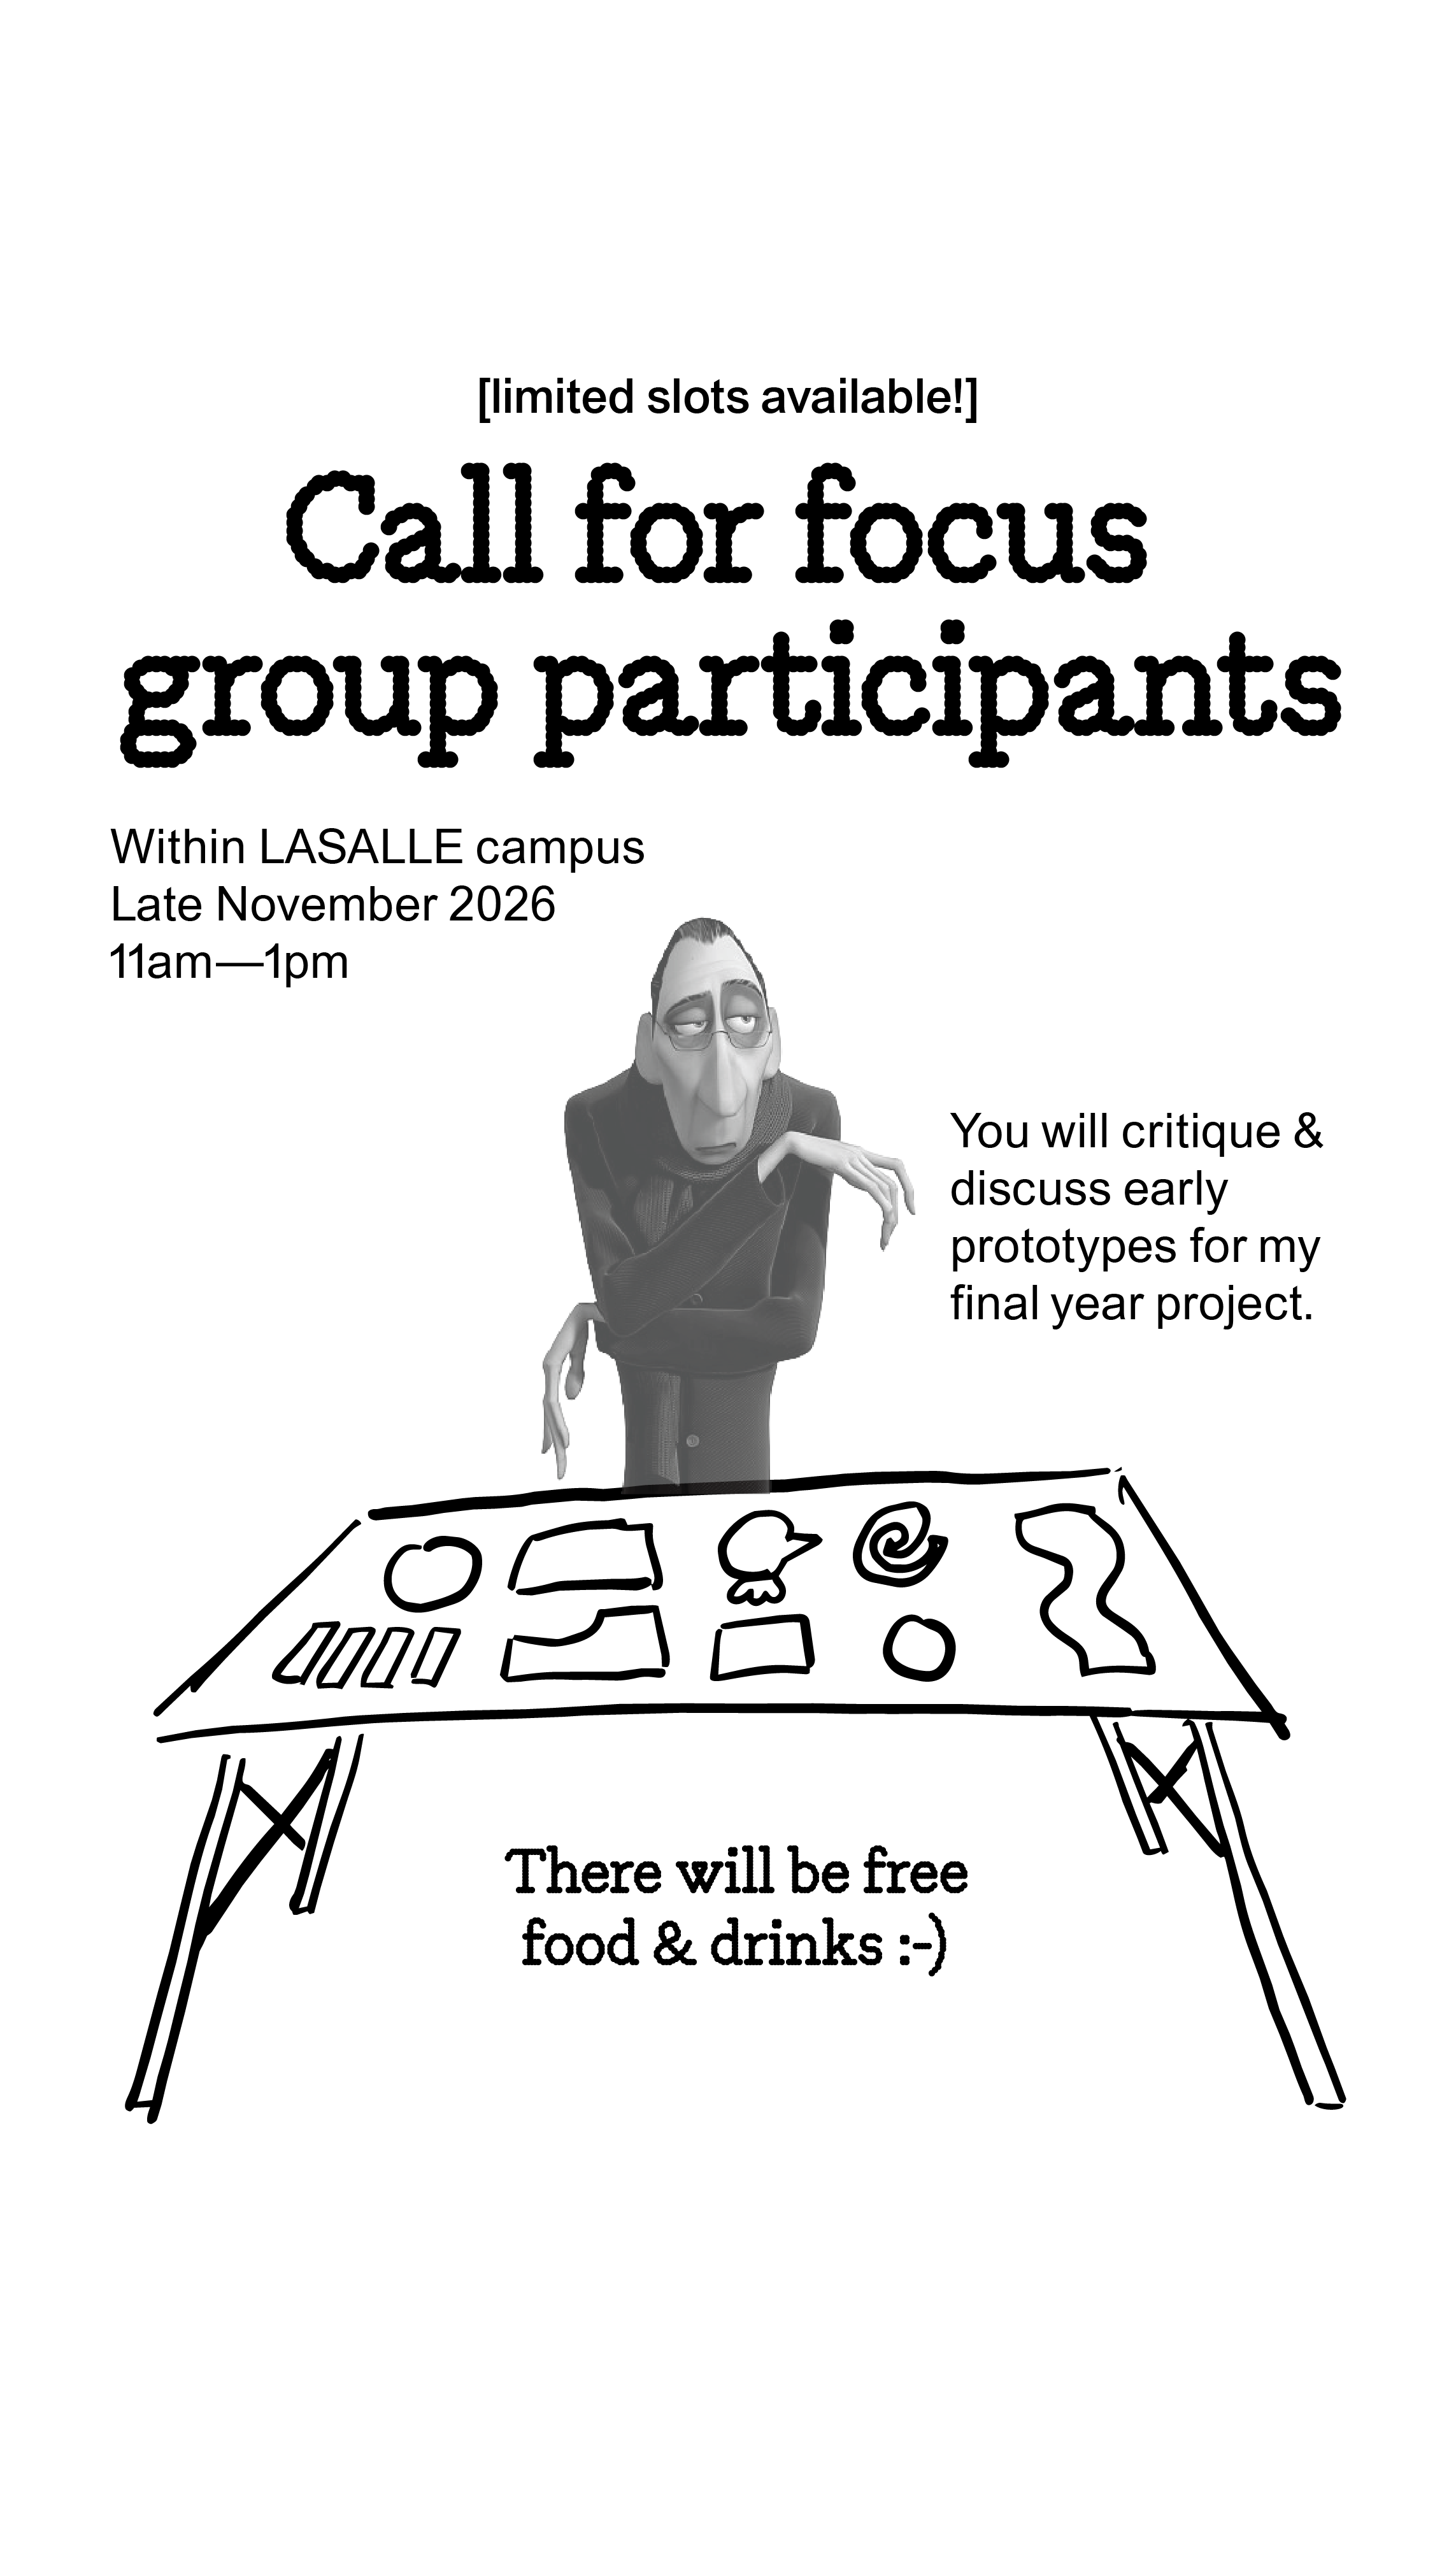 [limited slots available!]
Call for focus
group participants
Within LASALLE campus
Late November 2026
11am—1pm
You will critique &
discuss early
prototypes for my
final year project.
There will be free
food & drinks :-)